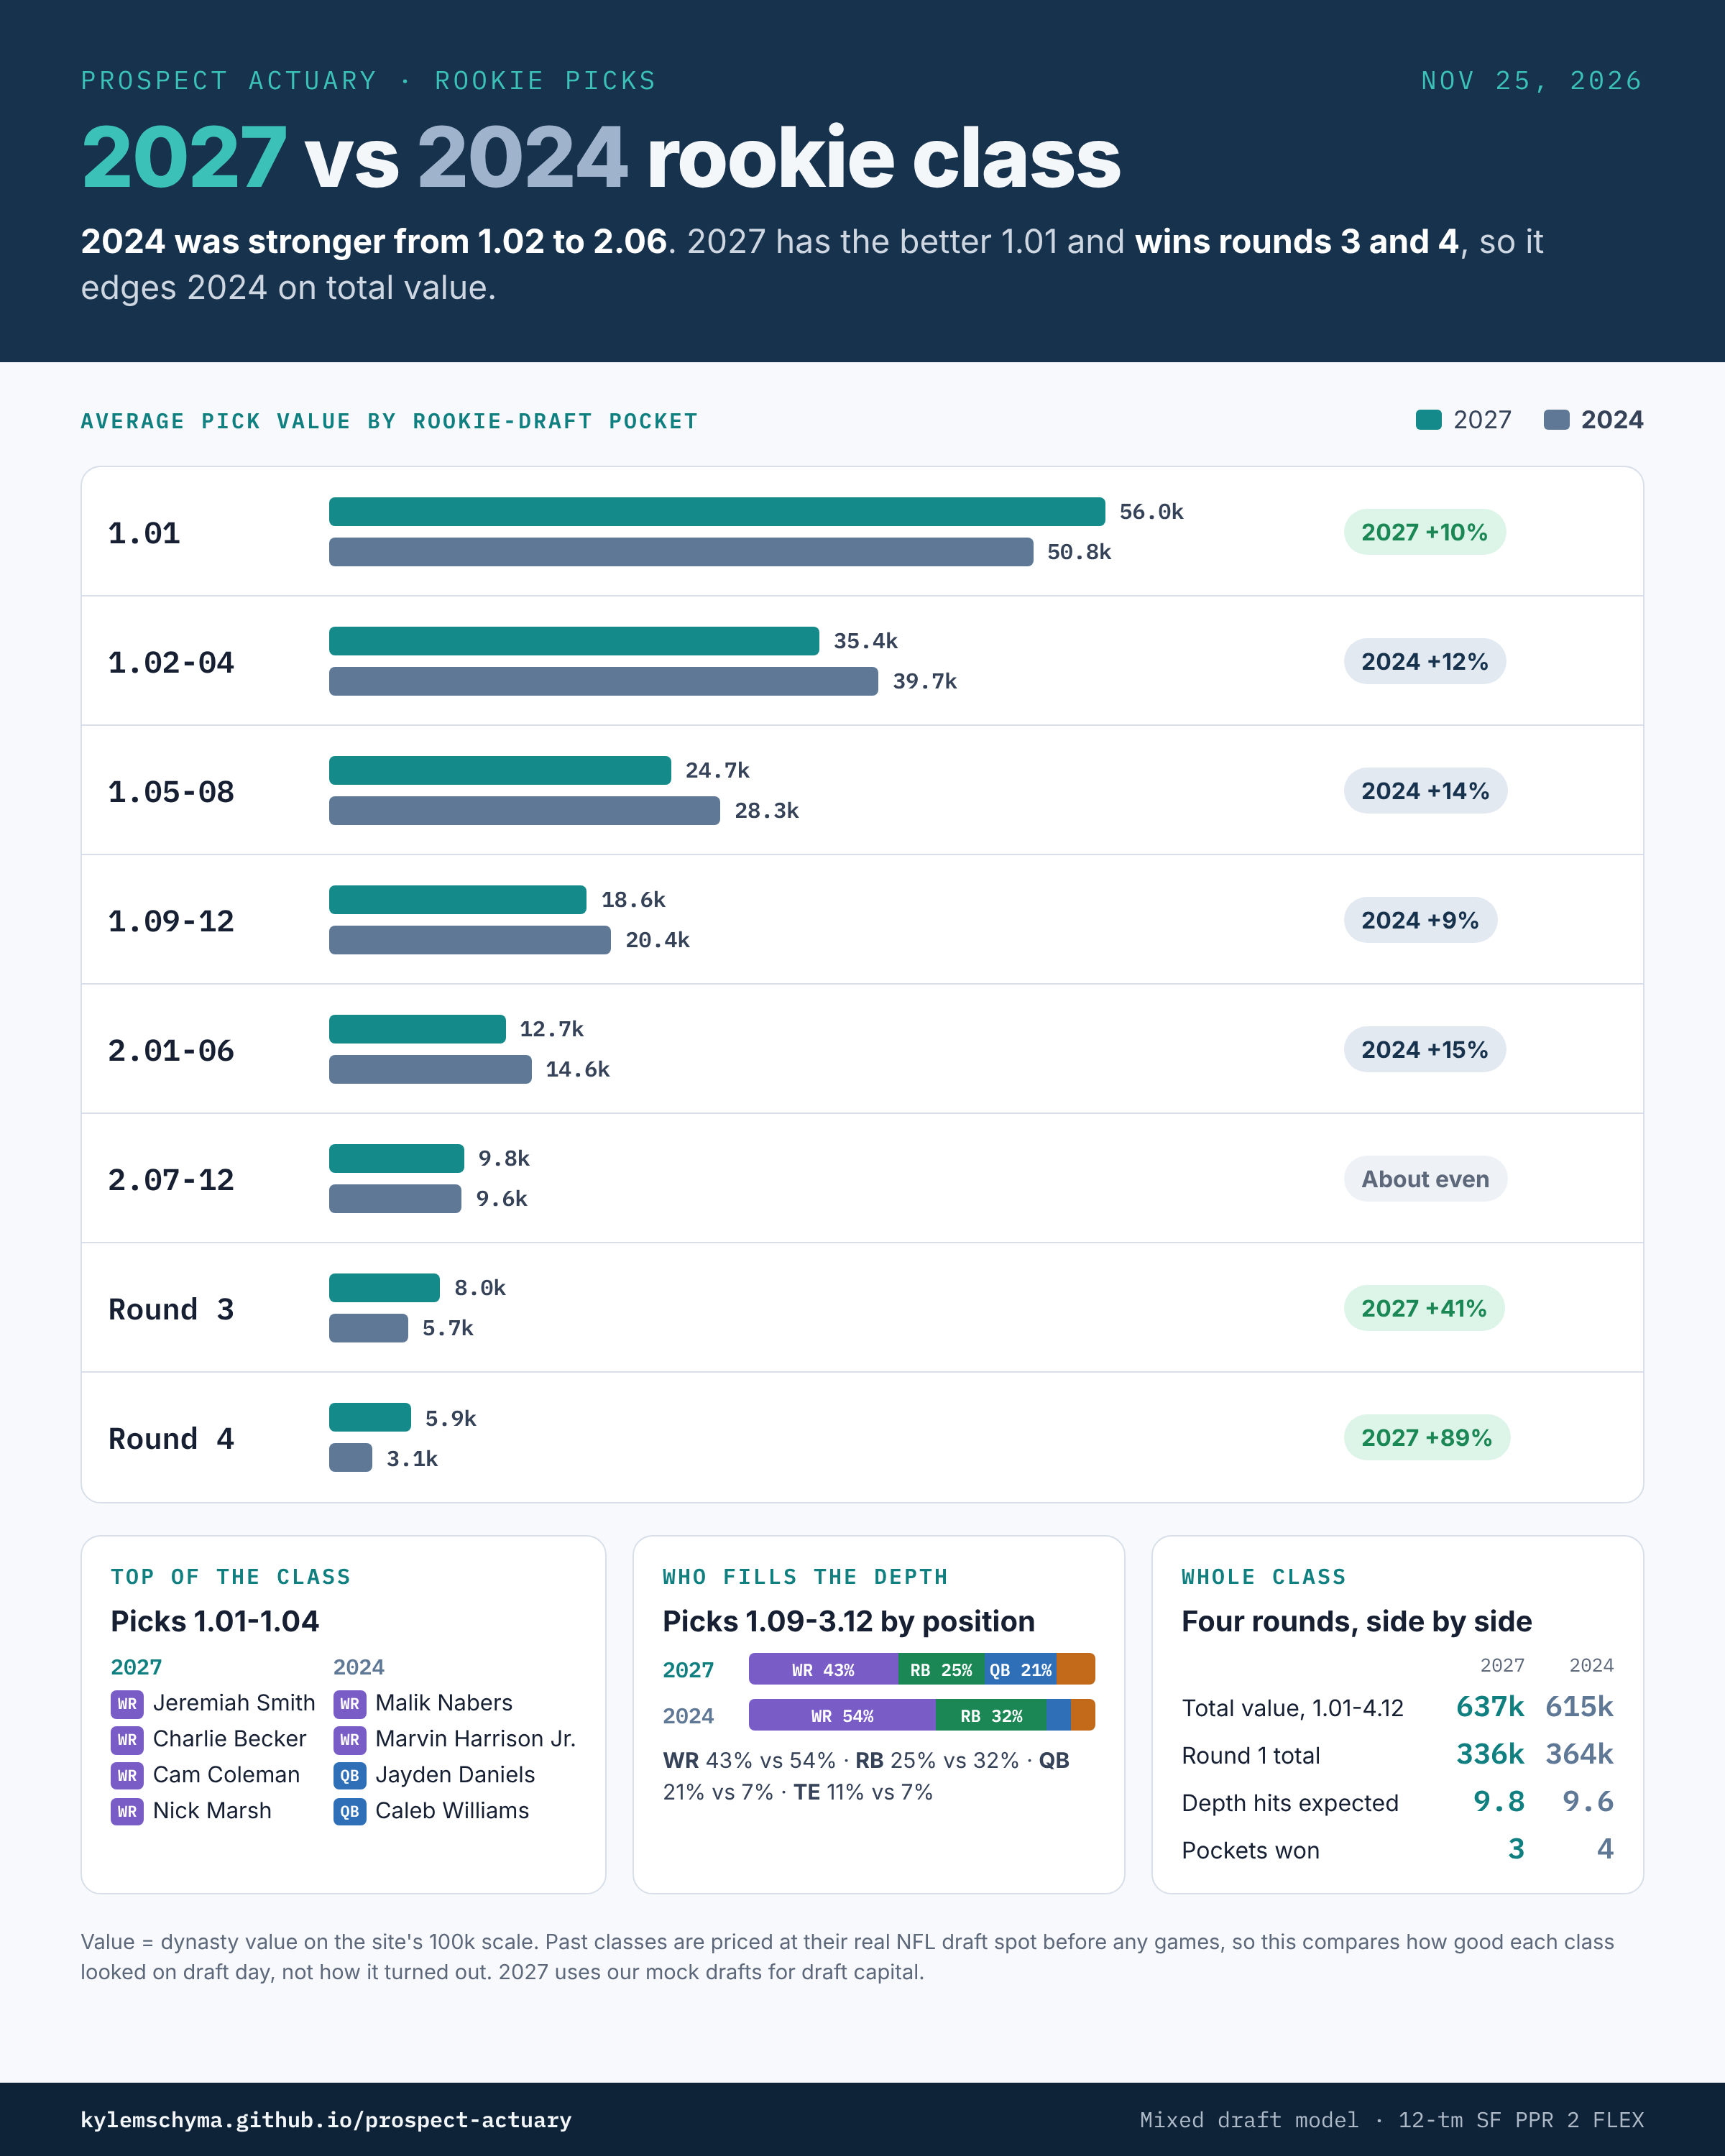 PROSPECT ACTUARY · ROOKIE PICKS
NOV 25, 2026
2027 vs 2024 rookie class
2024 was stronger from 1.02 to 2.06. 2027 has the better 1.01 and wins rounds 3 and 4, so it
edges 2024 on total value.
AVERAGE PICK VALUE BY ROOKIE-DRAFT POCKET
2027 2024
1.01
56.0k
50.8k
2027 +10%
1.02-04
35.4k
39.7k
2024 +12%
1.05-08
24.7k
28.3k
2024 +14%
1.09-12
18.6k
20.4k
2024 +9%
2.01-06
12.7k
14.6k
2024 +15%
2.07-12
9.8k
9.6k
About even
Round 3
8.0k
5.7k
2027 +41%
Round 4
5.9k
3.1k
2027 +89%
TOP OF THE CLASS
Picks 1.01-1.04
2027 2024
WR Jeremiah Smith WR Malik Nabers
WR Charlie Becker WR Marvin Harrison Jr.
WR Cam Coleman QB Jayden Daniels
WR Nick Marsh QB Caleb Williams
WHO FILLS THE DEPTH
Picks 1.09-3.12 by position
2027 WR 43% RB 25% QB 21%
2024 WR 54% RB 32%
WR 43% vs 54% · RB 25% vs 32% · QB
21% vs 7% · TE 11% vs 7%
WHOLE CLASS
Four rounds, side by side
2027 2024
Total value, 1.01-4.12 637k 615k
Round 1 total 336k 364k
Depth hits expected 9.8 9.6
Pockets won 3 4
Value = dynasty value on the site's 100k scale. Past classes are priced at their real NFL draft spot before any games, so this compares how good each class
looked on draft day, not how it turned out. 2027 uses our mock drafts for draft capital.
kylemschyma.github.io/prospect-actuary
Mixed draft model · 12-tm SF PPR 2 FLEX